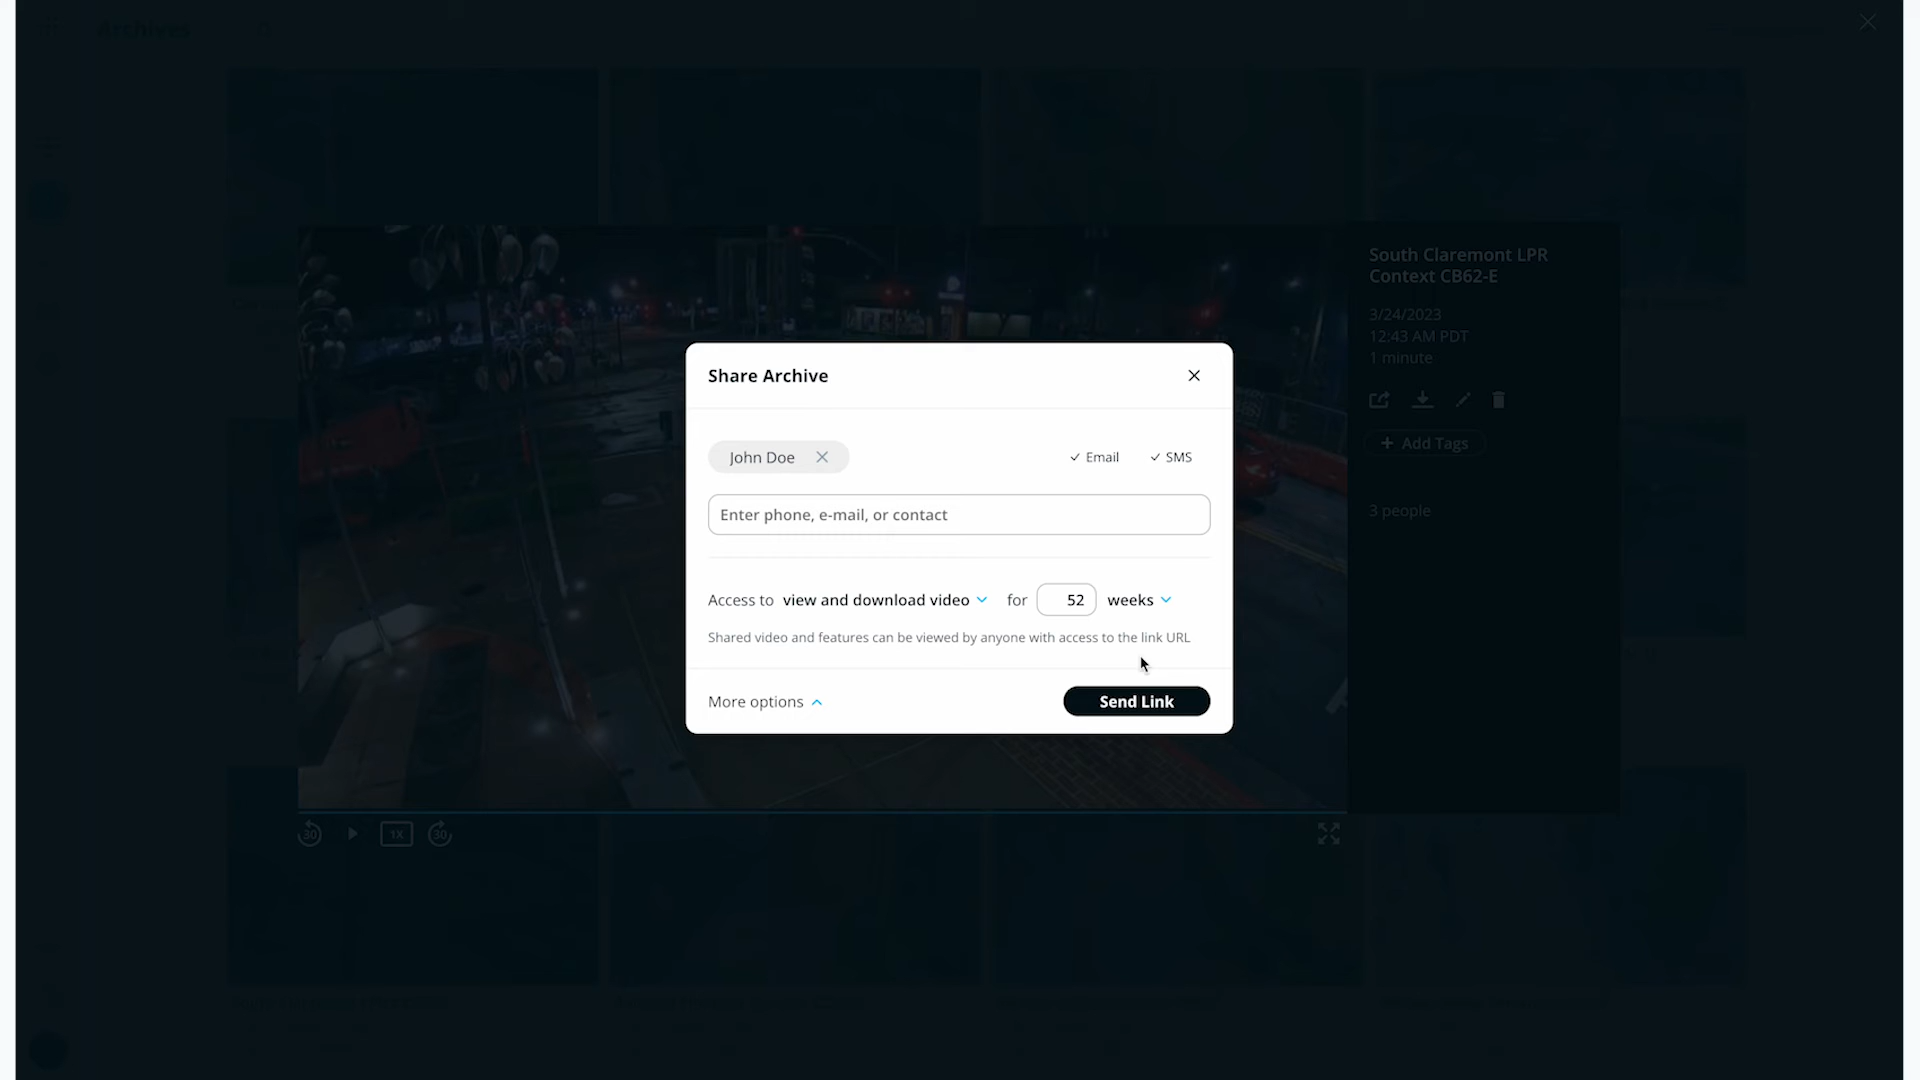 Archives
South Claremont LPR
Context CB62-E
3/24/2023
12:43 AM PDT
1 minute
Share Archive
John Doe
Email
SMS
+ Add Tags
Enter phone, e-mail, or contact
3 people
Access to view and download video for 52 weeks
Shared video and features can be viewed by anyone with access to the link URL
More options
Send Link
30
1X
30